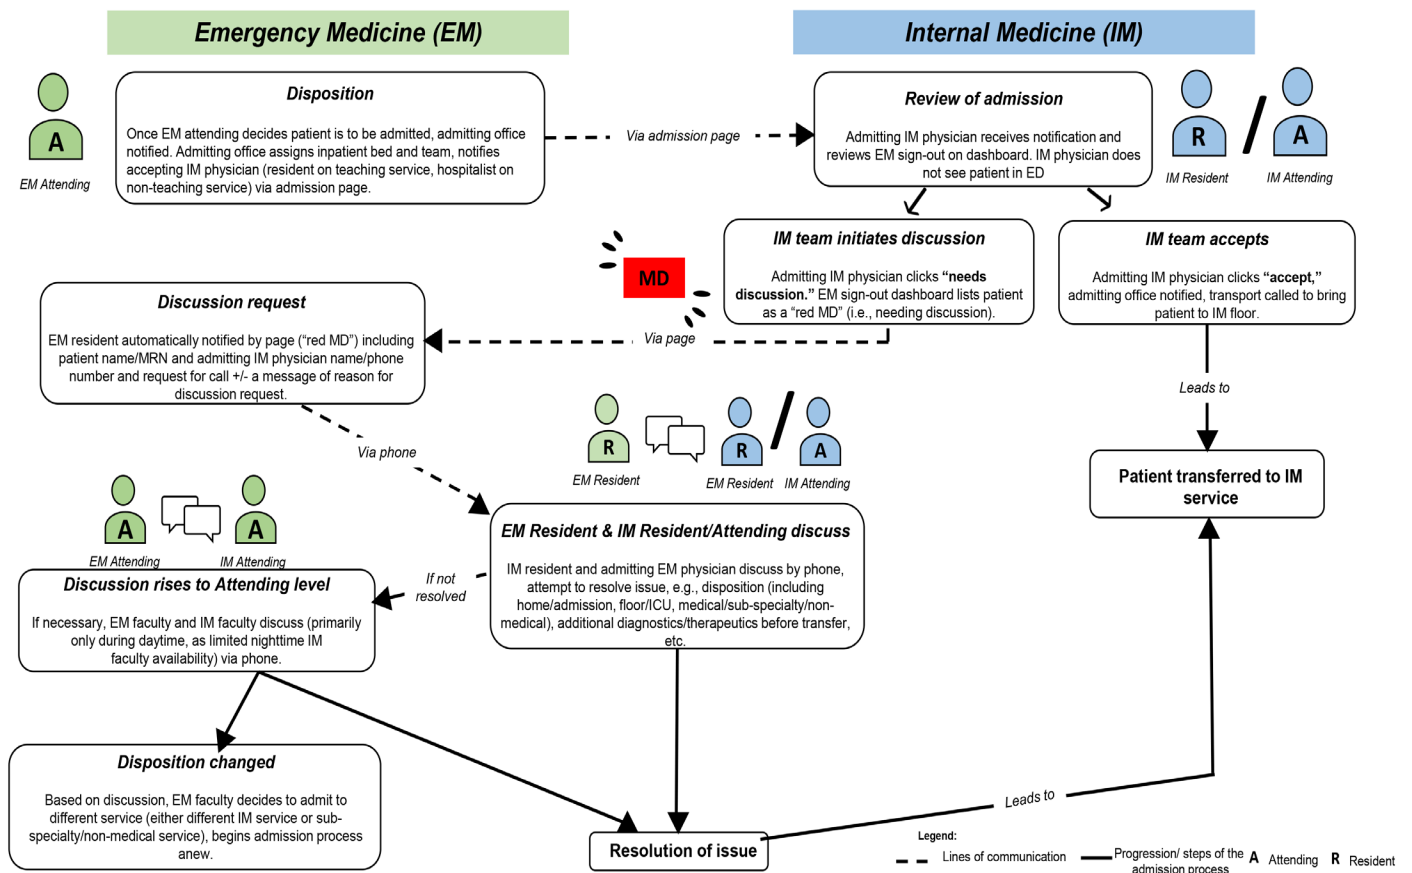 Emergency Medicine (EM)
Internal Medicine (IM)
A
EM Attending
Disposition
Once EM attending decides patient is to be admitted, admitting office
notified. Admitting office assigns inpatient bed and team, notifies
accepting IM physician (resident on teaching service, hospitalist on
non-teaching service) via admission page.
Via admission page
Review of admission
Admitting IM physician receives notification and
reviews EM sign-out on dashboard. IM physician does
not see patient in ED
R
A
IM Resident
IM Attending
IM team initiates discussion
Admitting IM physician clicks “needs
discussion.” EM sign-out dashboard lists patient
as a “red MD” (i.e., needing discussion).
IM team accepts
Admitting IM physician clicks “accept,”
admitting office notified, transport called to bring
patient to IM floor.
MD
Via page
Discussion request
EM resident automatically notified by page (“red MD”) including
patient name/MRN and admitting IM physician name/phone
number and request for call +/- a message of reason for
discussion request.
Leads to
Via phone
R
R
A
EM Resident
EM Resident
IM Attending
Patient transferred to IM
service
A
A
EM Attending
IM Attending
EM Resident & IM Resident/Attending discuss
IM resident and admitting EM physician discuss by phone,
attempt to resolve issue, e.g., disposition (including
home/admission, floor/ICU, medical/sub-specialty/non-
medical), additional diagnostics/therapeutics before transfer,
etc.
If not
resolved
Discussion rises to Attending level
If necessary, EM faculty and IM faculty discuss (primarily
only during daytime, as limited nighttime IM
faculty availability) via phone.
Disposition changed
Based on discussion, EM faculty decides to admit to
different service (either different IM service or sub-
specialty/non-medical service), begins admission process
anew.
Resolution of issue
Leads to
Legend:
Lines of communication
Progression/ steps of the
admission process
A Attending
R Resident